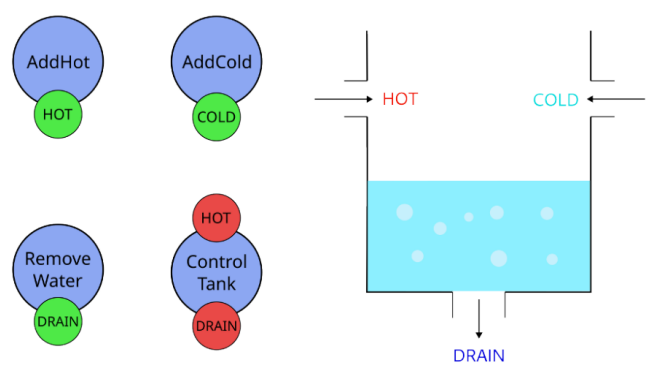 AddHot
HOT
AddCold
COLD
HOT
COLD
Remove
Water
DRAIN
HOT
Control
Tank
DRAIN
DRAIN